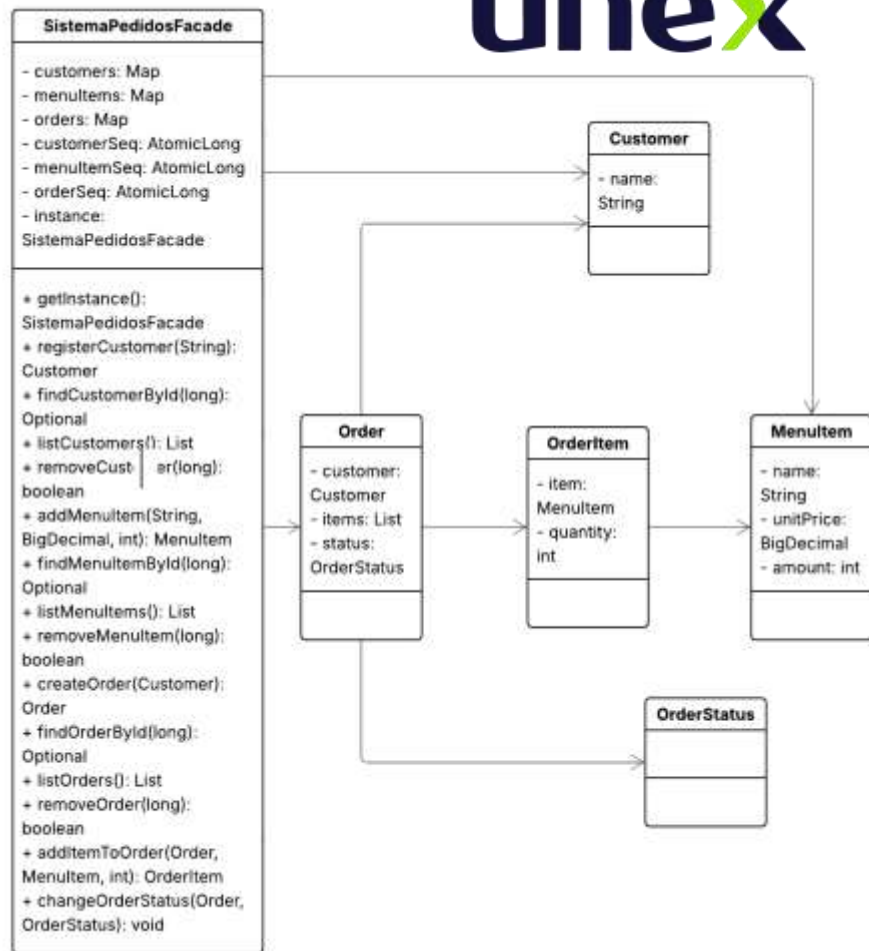 unex
SistemaPedidosFacade
- customers: Map
- menuItems: Map
- orders: Map
- customerSeq: AtomicLong
- menuItemSeq: AtomicLong
- orderSeq: AtomicLong
- instance:
SistemaPedidosFacade
+ getInstance():
SistemaPedidosFacade
+ registerCustomer(String):
Customer
+ findCustomerById(long):
Optional
+ listCustomers(): List
+ removeCust er(long):
boolean
+ addMenuItem(String,
BigDecimal, int): MenuItem
+ findMenuItemById(long):
Optional
+ listMenuItems(): List
+ removeMenuItem(long):
boolean
+ createOrder(Customer):
Order
+ findOrderById(long):
Optional
+ listOrders(): List
+ removeOrder(long):
boolean
+ addItemToOrder(Order,
MenuItem, int): OrderItem
+ changeOrderStatus(Order,
OrderStatus): void
Customer
- name:
String
Order
- customer:
Customer
- items: List
- status:
OrderStatus
OrderItem
- item:
MenuItem
- quantity:
int
MenuItem
- name:
String
- unitPrice:
BigDecimal
- amount: int
OrderStatus